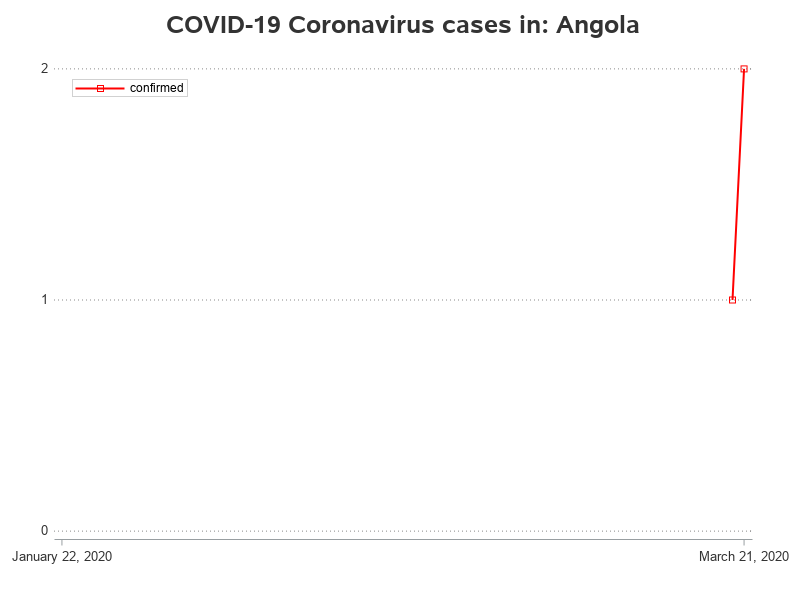 COVID-19 Coronavirus cases in: Angola
2
confirmed
1
0
January 22, 2020
March 21, 2020